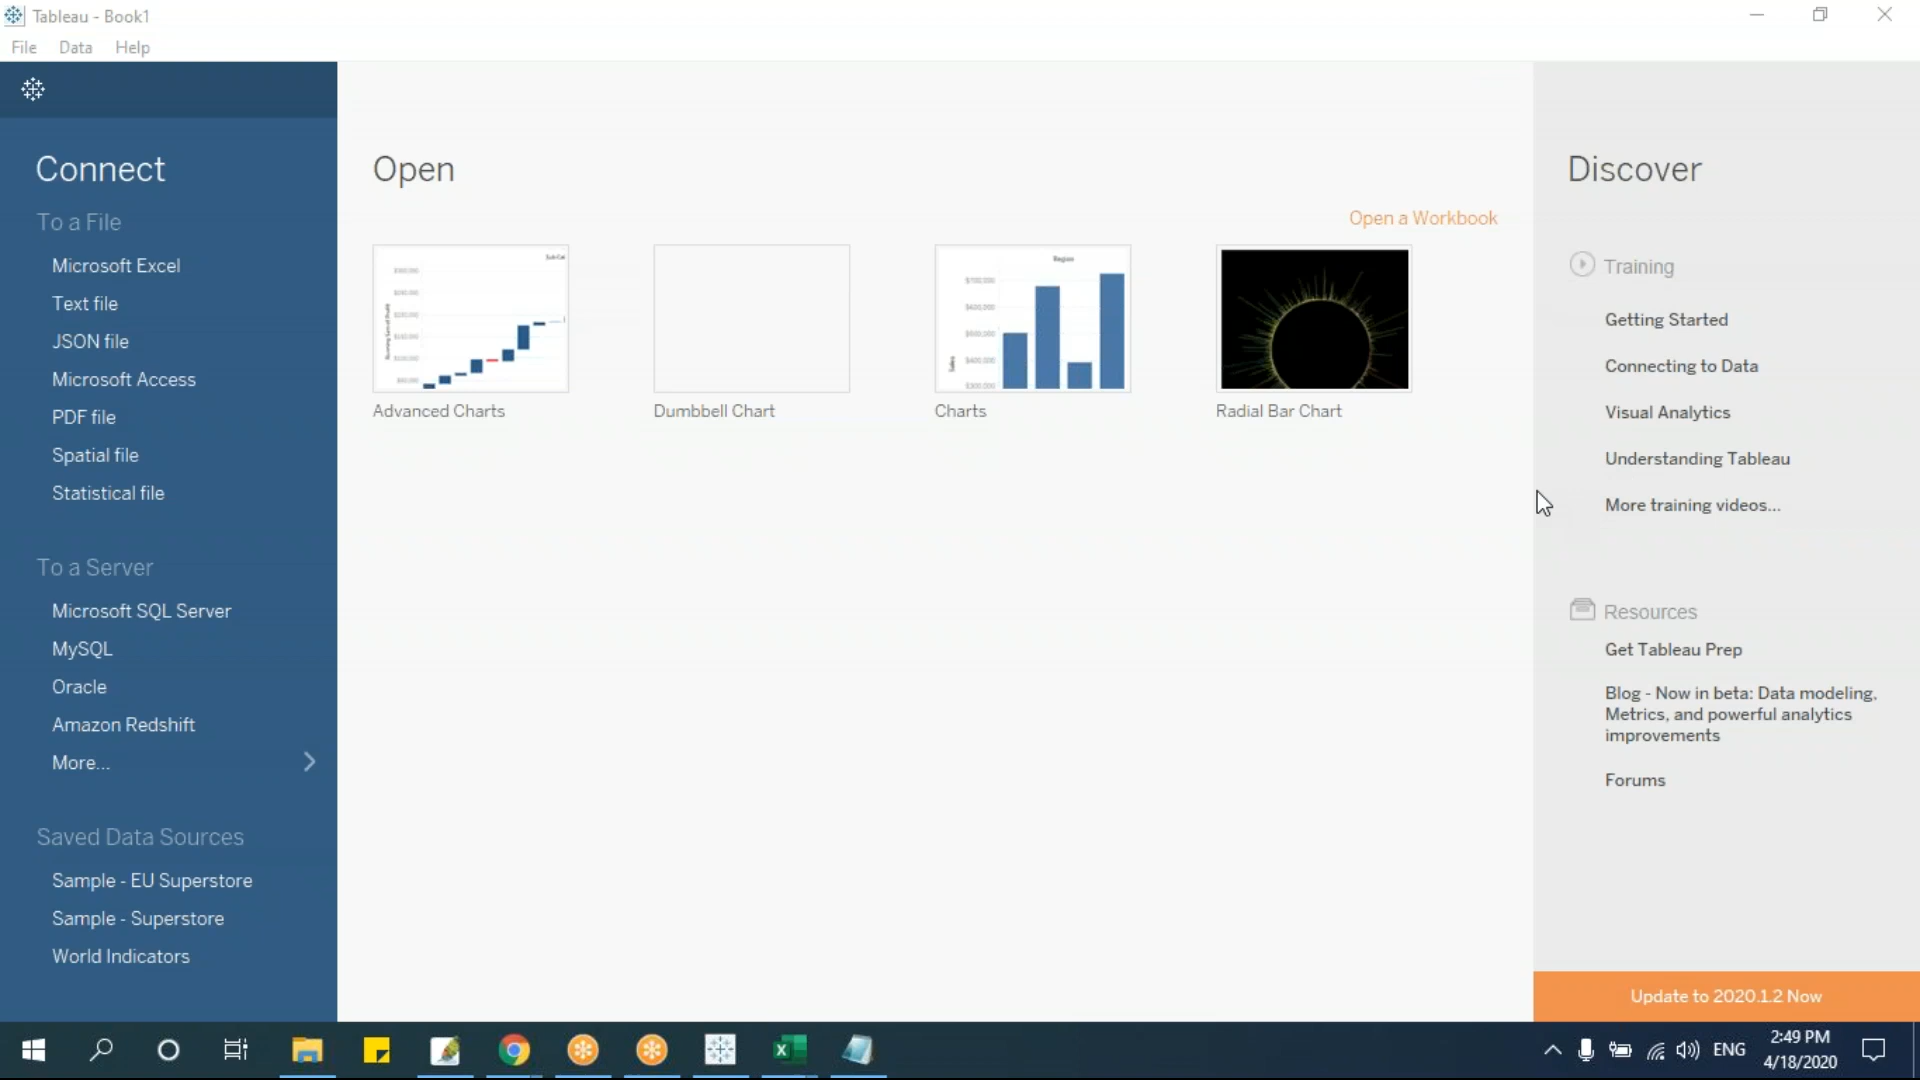 Tableau - Book1
File Data Help
Connect
To a File
Microsoft Excel
Text file
JSON file
Microsoft Access
PDF file
Spatial file
Statistical file
To a Server
Microsoft SQL Server
MySQL
Oracle
Amazon Redshift
More...
Saved Data Sources
Sample - EU Superstore
Sample - Superstore
World Indicators
Open
Open a Workbook
Region
Sales
Advanced Charts
Dumbbell Chart
Charts
Radial Bar Chart
Discover
Training
Getting Started
Connecting to Data
Visual Analytics
Understanding Tableau
More training videos...
Resources
Get Tableau Prep
Blog - Now in beta: Data modeling,
Metrics, and powerful analytics
improvements
Forums
Update to 2020.1.2 Now
ENG
2:49 PM
4/18/2020